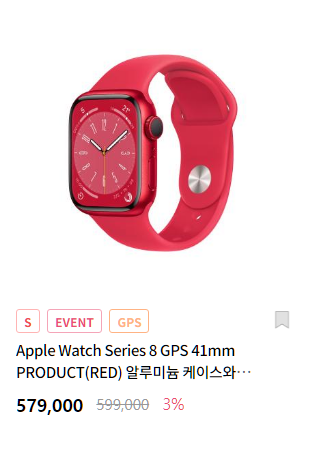 S EVENT GPS
Apple Watch Series 8 GPS 41mm
PRODUCT(RED) 알루미늄 케이스와···
579,000 599,000 3%